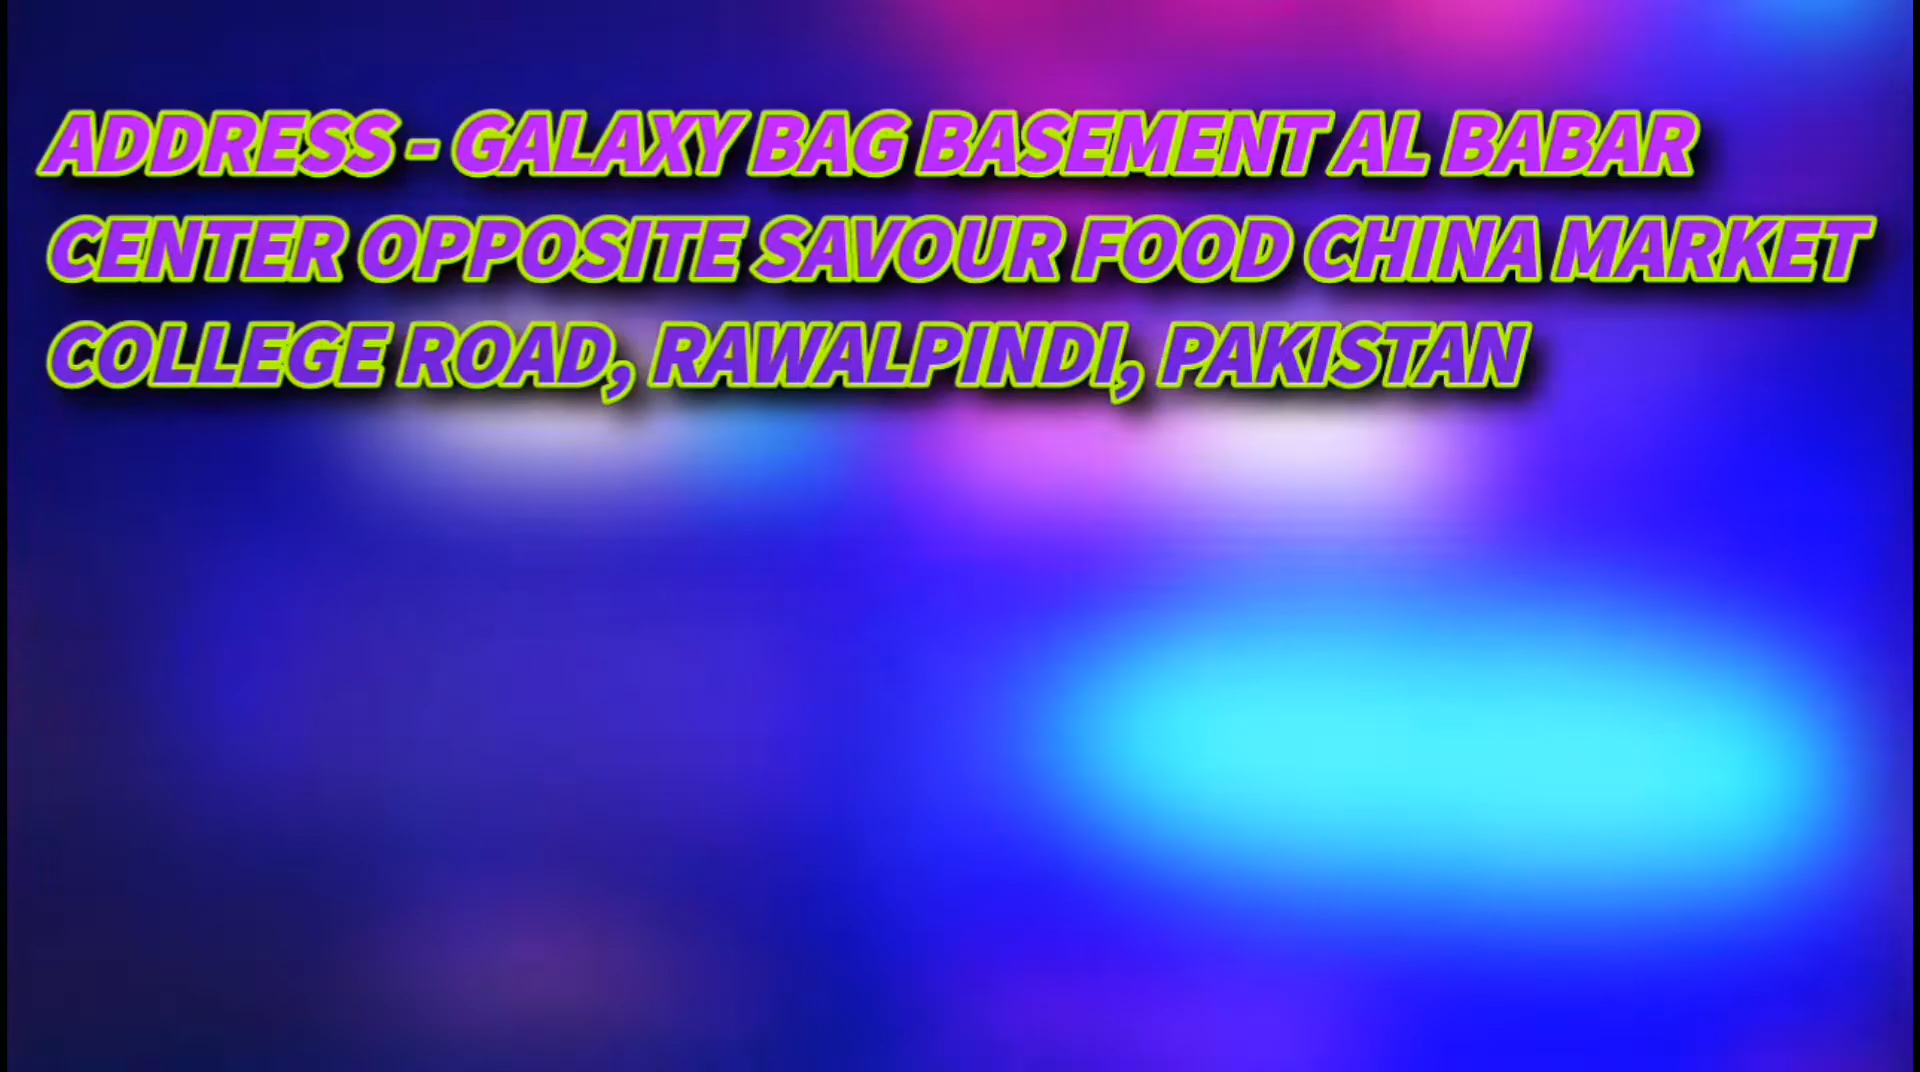 ADDRESS - GALAXY BAG BASEMENT AL BABAR
CENTER OPPOSITE SAVOUR FOOD CHINA MARKET
COLLEGE ROAD, RAWALPINDI, PAKISTAN